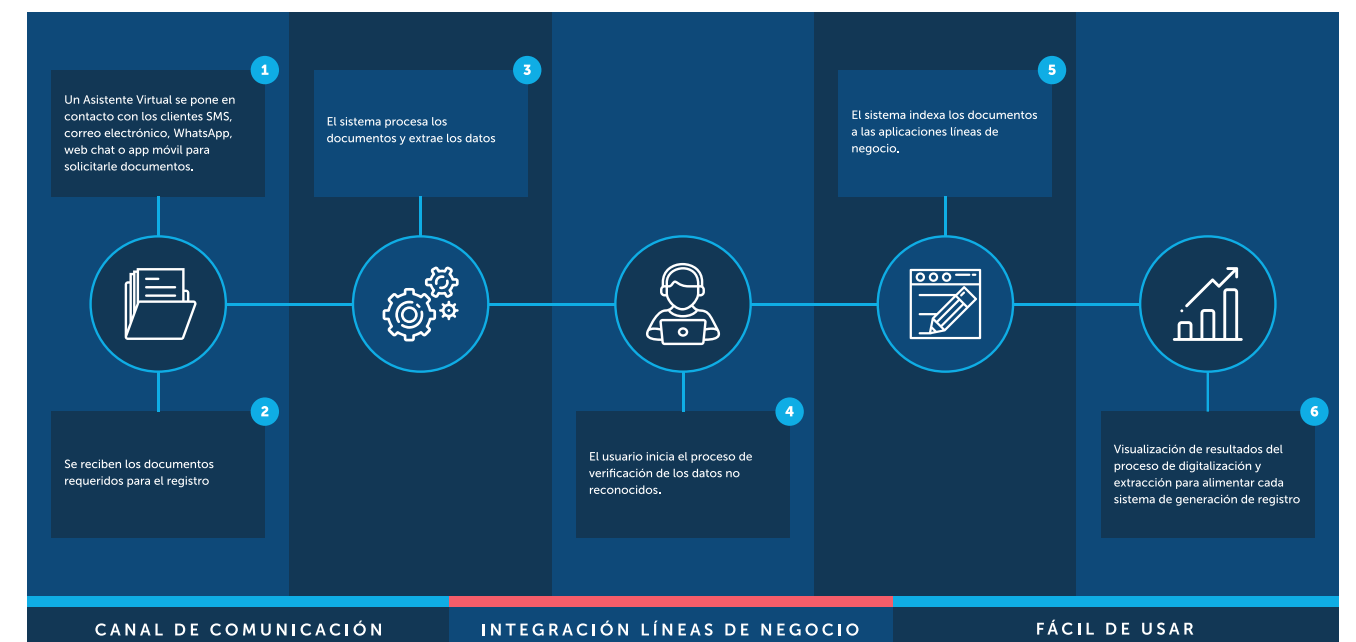 1
Un Asistente Virtual se pone en
contacto con los clientes SMS,
correo electrónico, WhatsApp,
web chat o app móvil para
solicitarle documentos.
2
Se reciben los documentos
requeridos para el registro
3
El sistema procesa los
documentos y extrae los datos
4
El usuario inicia el proceso de
verificación de los datos no
reconocidos.
5
El sistema indexa los documentos
a las aplicaciones líneas de
negocio.
6
Visualización de resultados del
proceso de digitalización y
extracción para alimentar cada
sistema de generación de registro
CANAL DE COMUNICACIÓN
INTEGRACIÓN LÍNEAS DE NEGOCIO
FÁCIL DE USAR